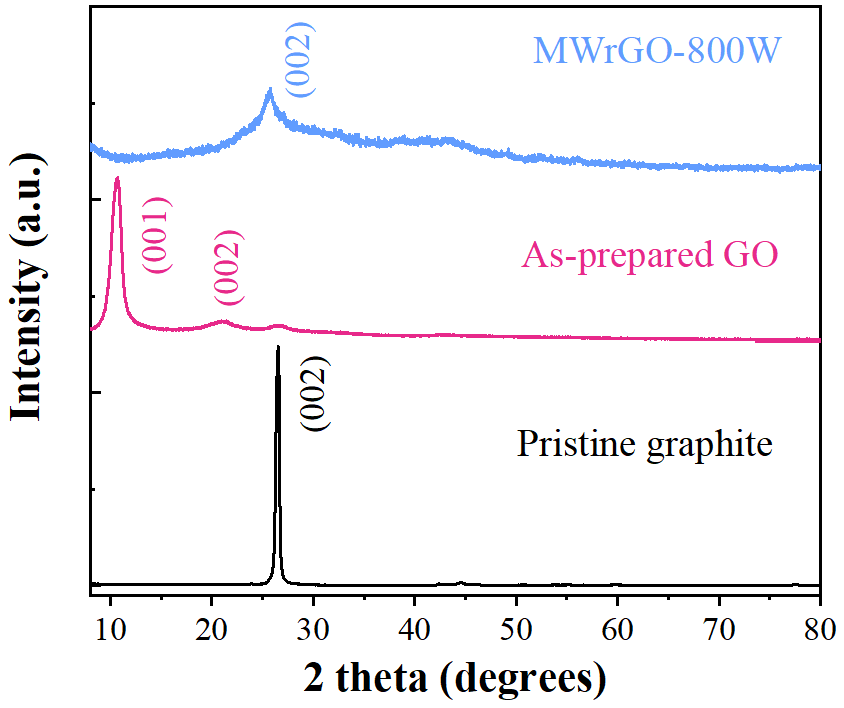 MWrGO-800W
(002)
As-prepared GO
(001)
(002)
Pristine graphite
(002)
Intensity (a.u.)
10 20 30 40 50 60 70 80
2 theta (degrees)